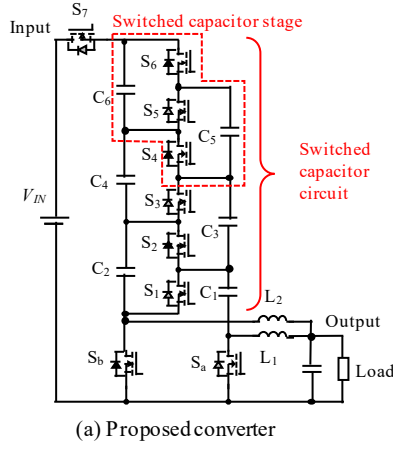 Input
S7
Switched capacitor stage
S6
C6
S5
C5
S4
Switched
capacitor
circuit
C4
S3
VIN
S2
C3
C2
S1
C1
L2
Output
Sb
Sa
L1
Load
(a) Proposed converter